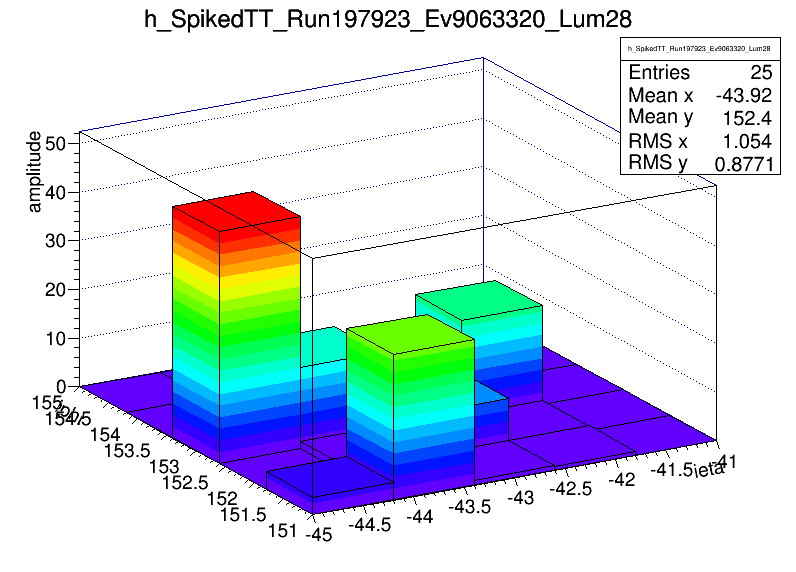 h_SpikedTT_Run197923_Ev9063320_Lum28
h_SpikedTT_Run197923_Ev9063320_Lum28
Entries 25
Mean x -43.92
Mean y 152.4
RMS x 1.054
RMS y 0.8771
amplitude
50
40
30
20
10
0
155
154.5
154
153.5
153
152.5
152
151.5
151
-45
-44.5
-44
-43.5
-43
-42.5
-42
-41.5
-41
ieta